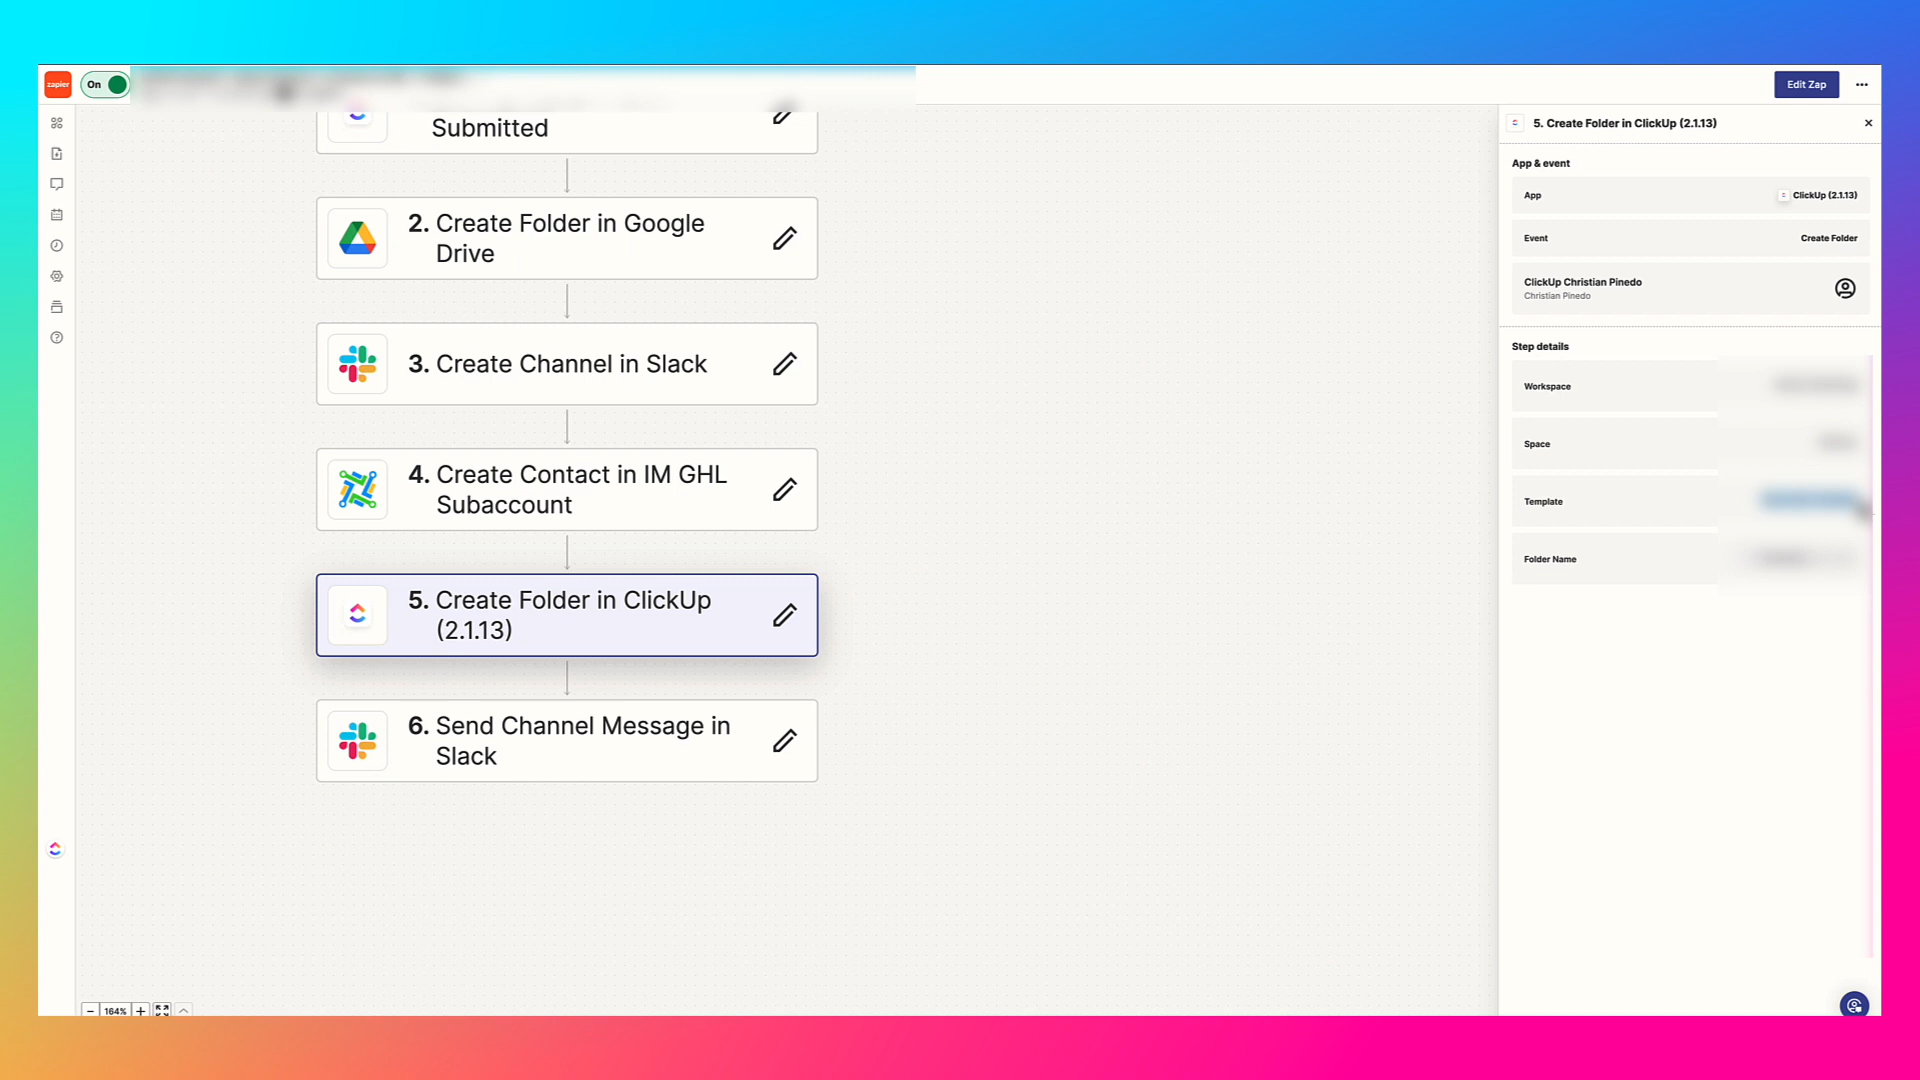 zapier
On
Edit Zap
Submitted
2. Create Folder in Google
Drive
3. Create Channel in Slack
4. Create Contact in IM GHL
Subaccount
5. Create Folder in ClickUp
(2.1.13)
6. Send Channel Message in
Slack
164%
5. Create Folder in ClickUp (2.1.13)
App & event
App
ClickUp (2.1.13)
Event
Create Folder
ClickUp Christian Pinedo
Christian Pinedo
Step details
Workspace
Space
Template
Folder Name